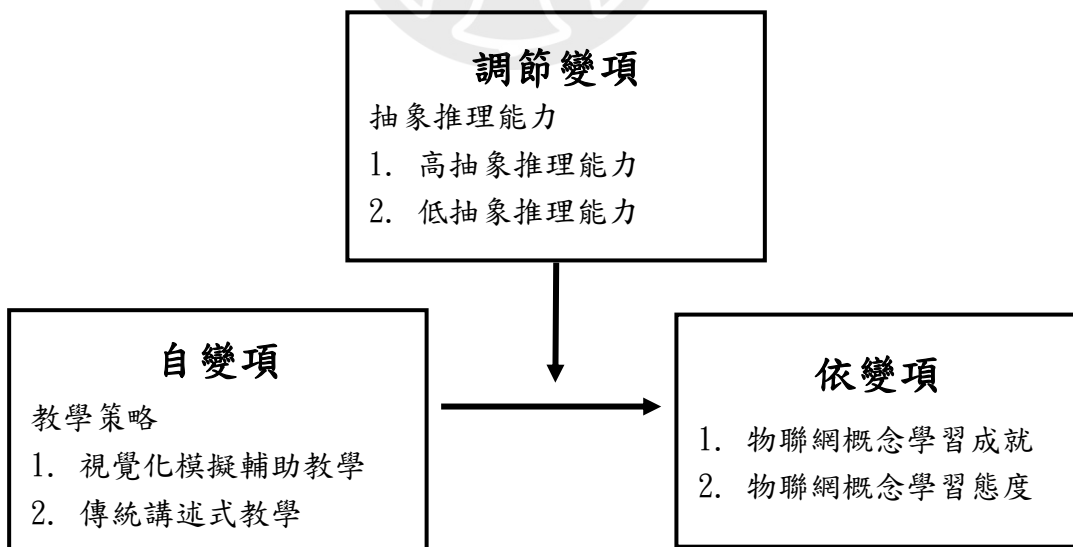 調節變項
抽象推理能力
1. 高抽象推理能力
2. 低抽象推理能力
自變項
教學策略
1. 視覺化模擬輔助教學
2. 傳統講述式教學
依變項
1. 物聯網概念學習成就
2. 物聯網概念學習態度